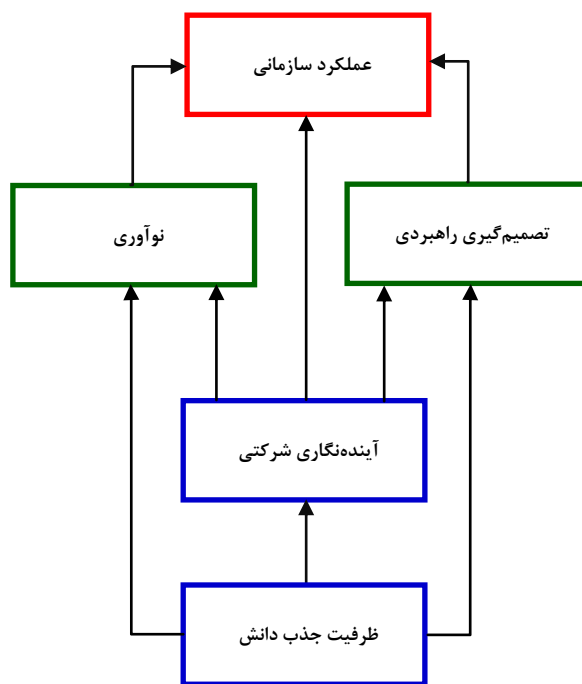 عملکرد سازمانی
تصمیم‌گیری راهبردی
نوآوری
آینده‌نگاری شرکتی
ظرفیت جذب دانش